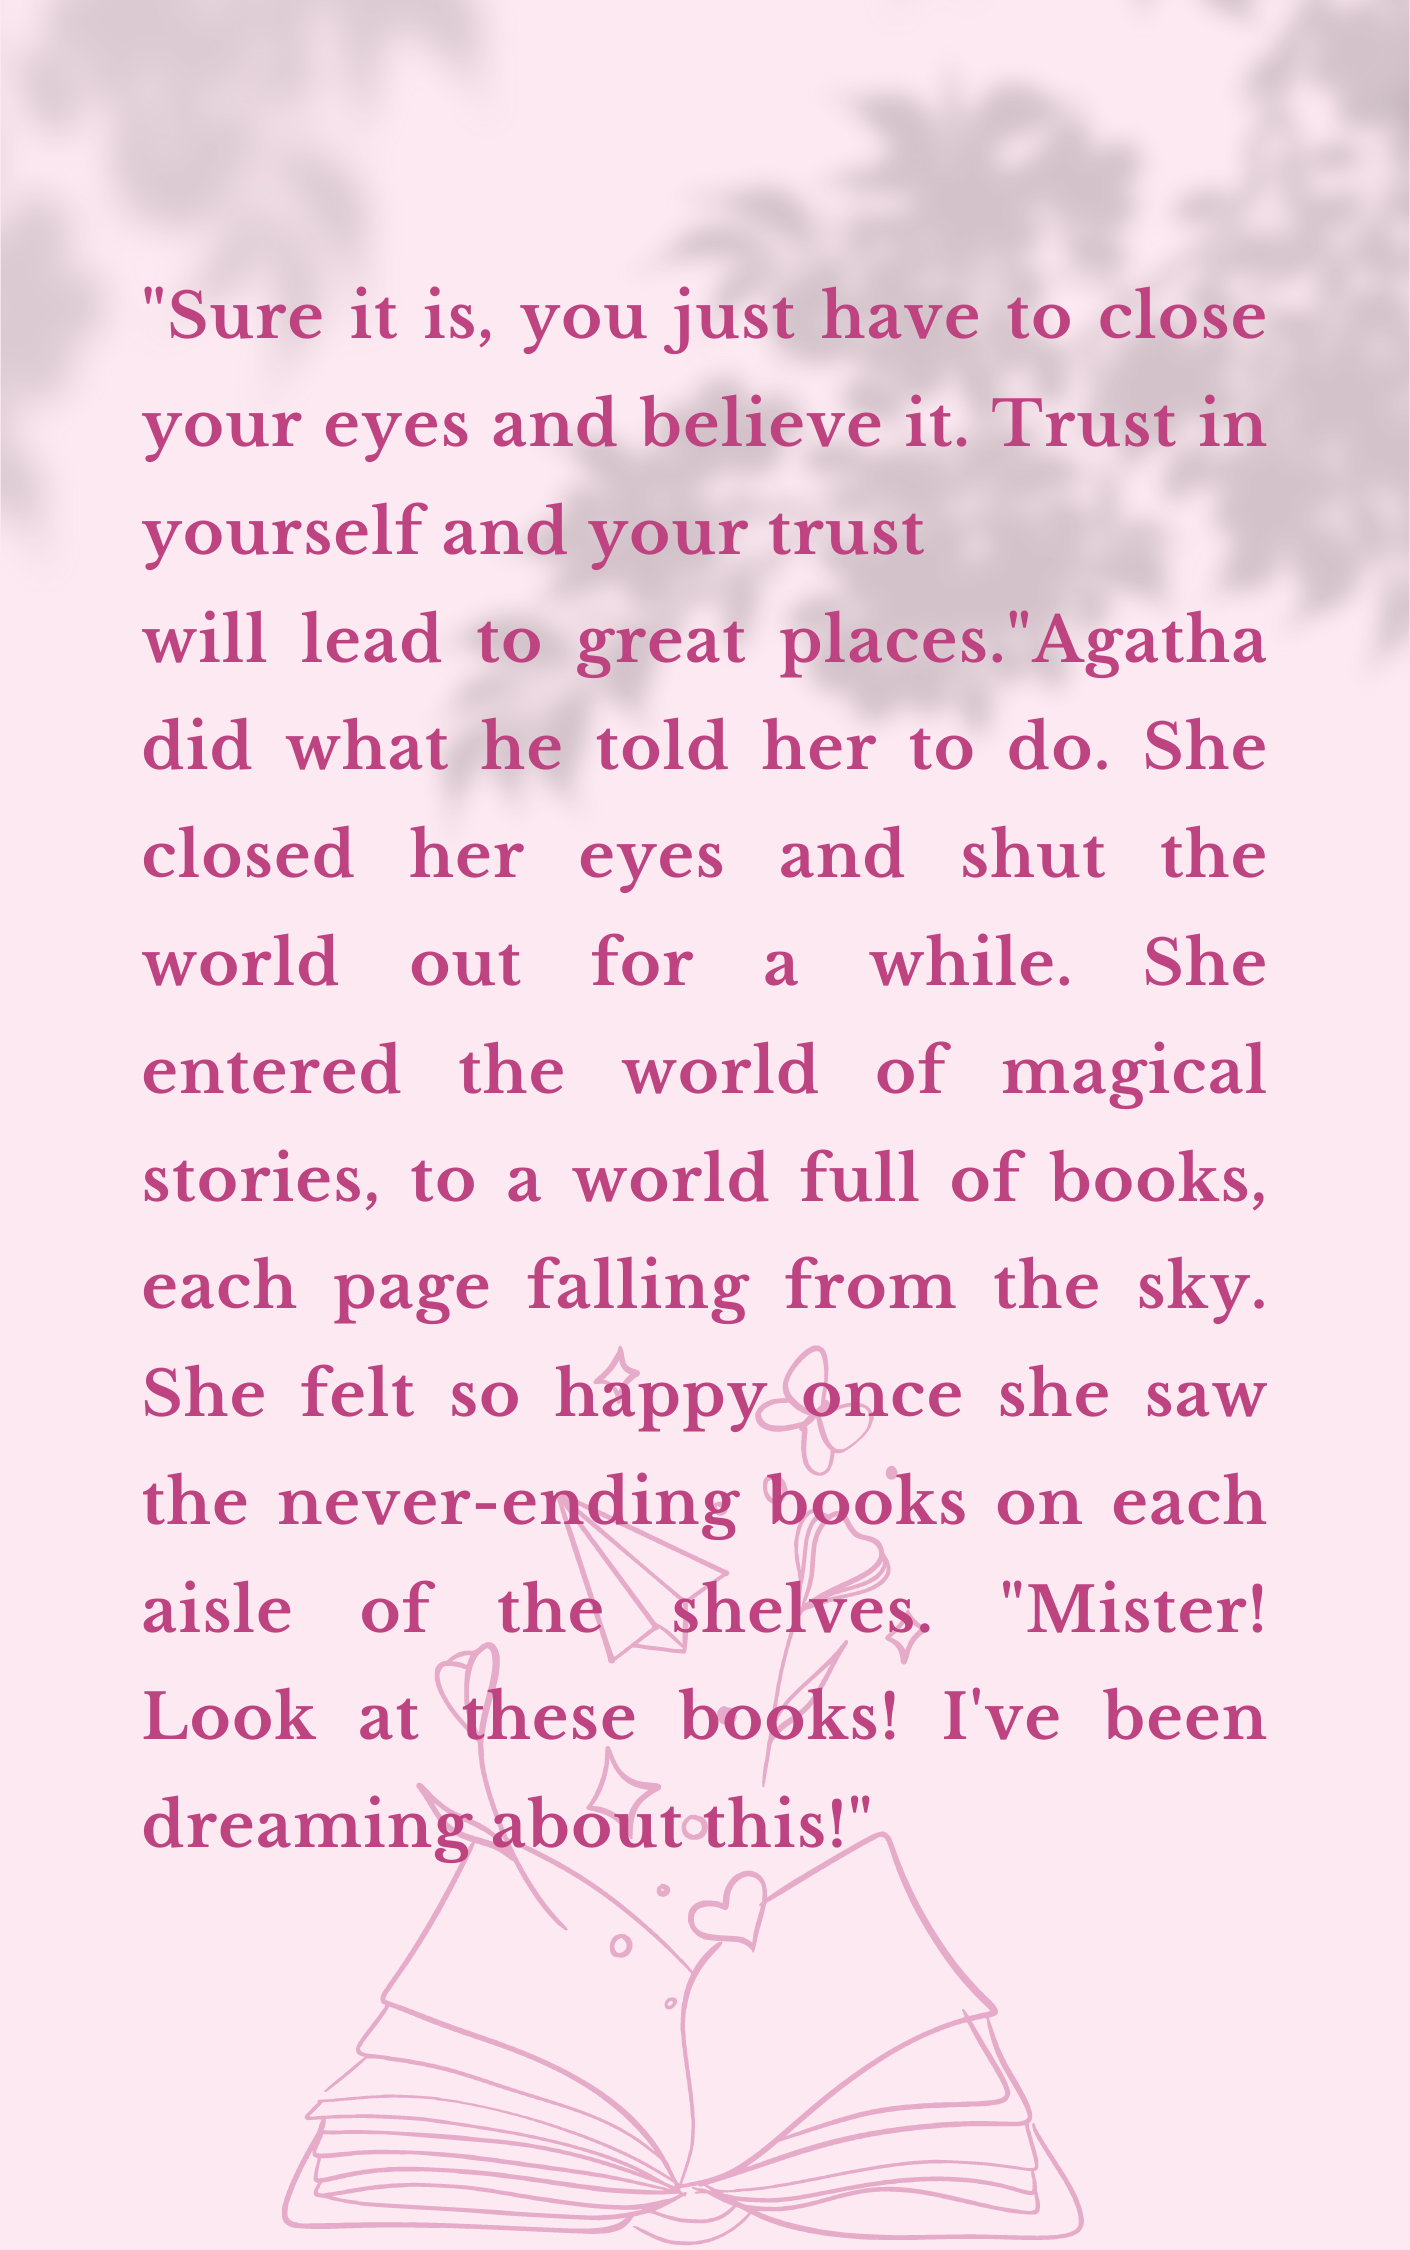 "Sure it is, you just have to close
your eyes and believe it. Trust in
yourself and your trust
will lead to great places."Agatha
did what he told her to do. She
closed her eyes and shut the
world out for a while. She
entered the world of magical
stories, to a world full of books,
each page falling from the sky.
She felt so happy once she saw
the never-ending books on each
aisle of the shelves. "Mister!
Look at these books! I've been
dreaming about this!"